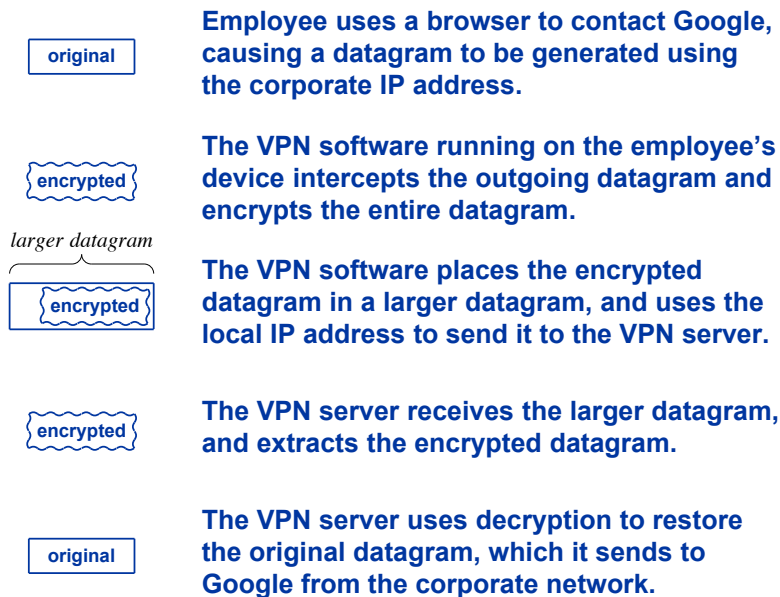 original
Employee uses a browser to contact Google,
causing a datagram to be generated using
the corporate IP address.
encrypted
The VPN software running on the employee’s
device intercepts the outgoing datagram and
encrypts the entire datagram.
larger datagram
encrypted
The VPN software places the encrypted
datagram in a larger datagram, and uses the
local IP address to send it to the VPN server.
encrypted
The VPN server receives the larger datagram,
and extracts the encrypted datagram.
original
The VPN server uses decryption to restore
the original datagram, which it sends to
Google from the corporate network.